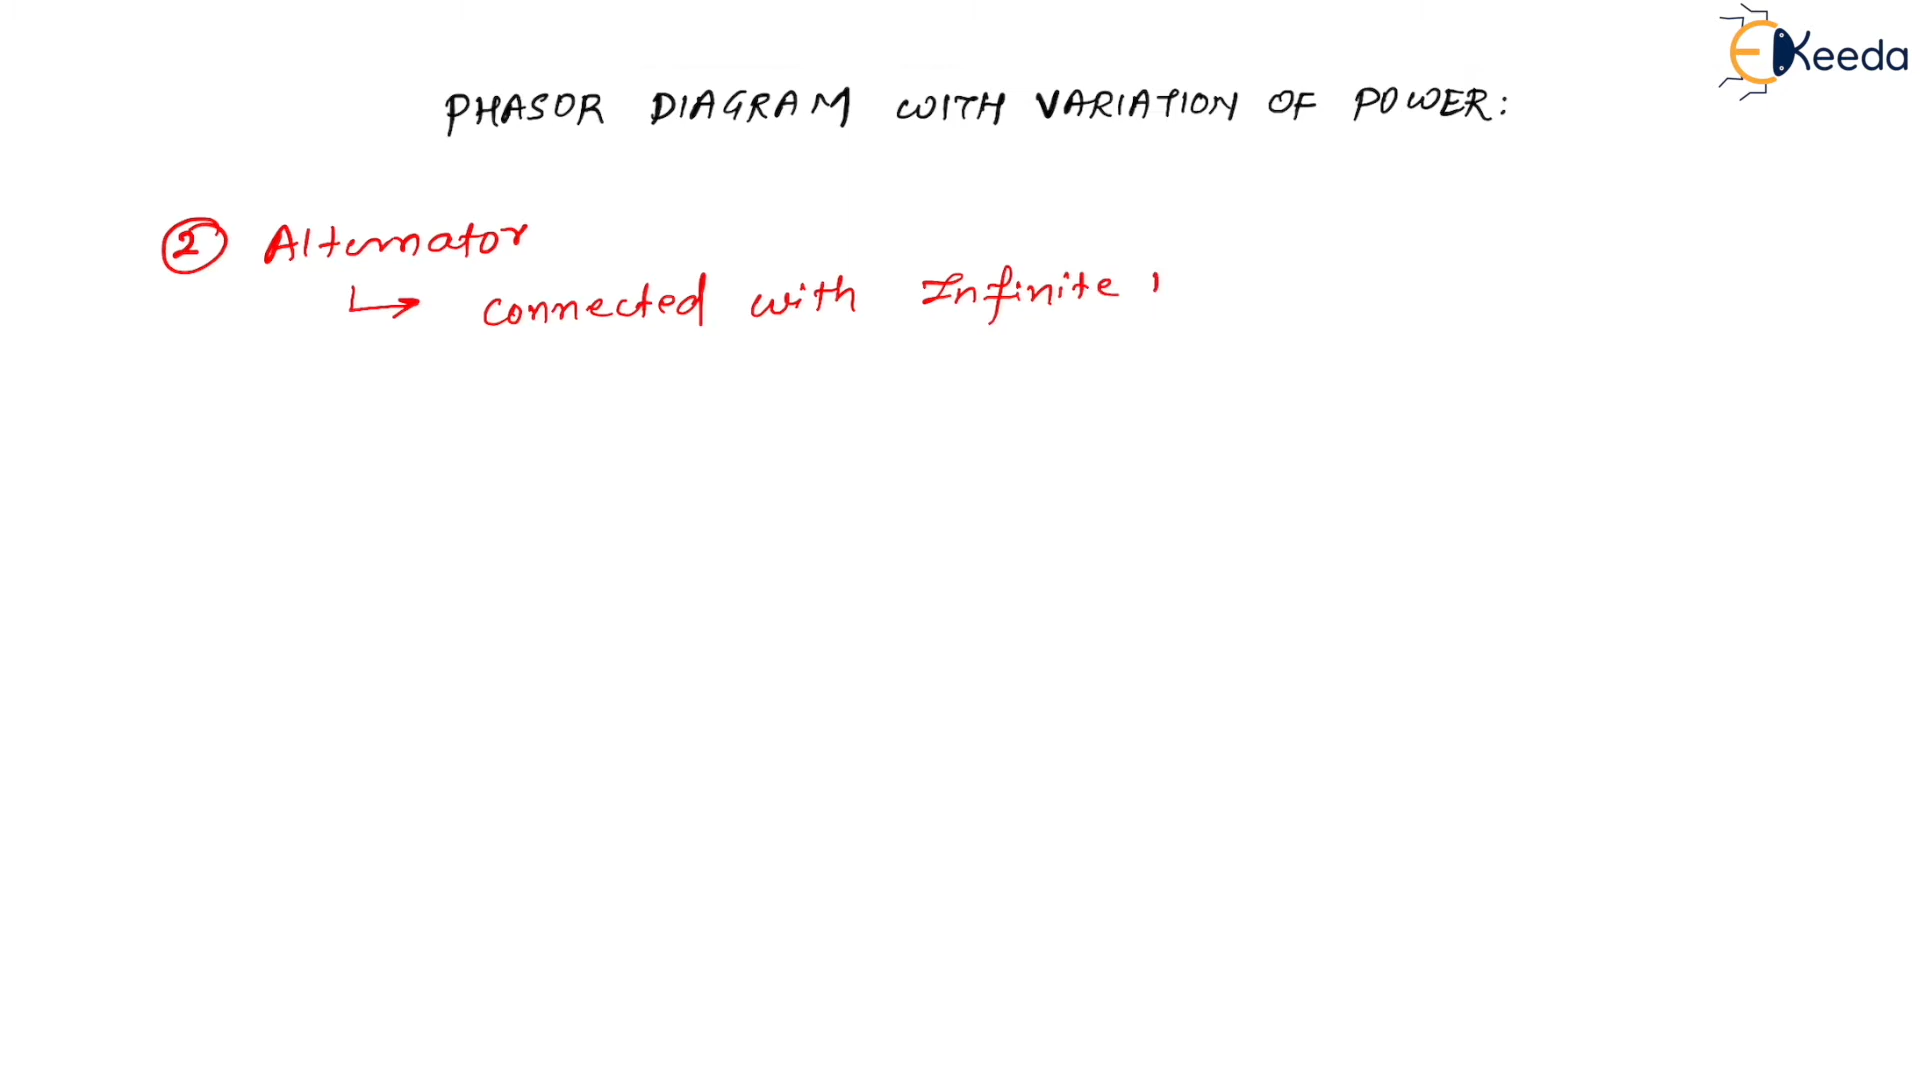 EKeeda
PHASOR DIAGRAM WITH VARIATION OF POWER:
2 Alternator
↳ connected with Infinite